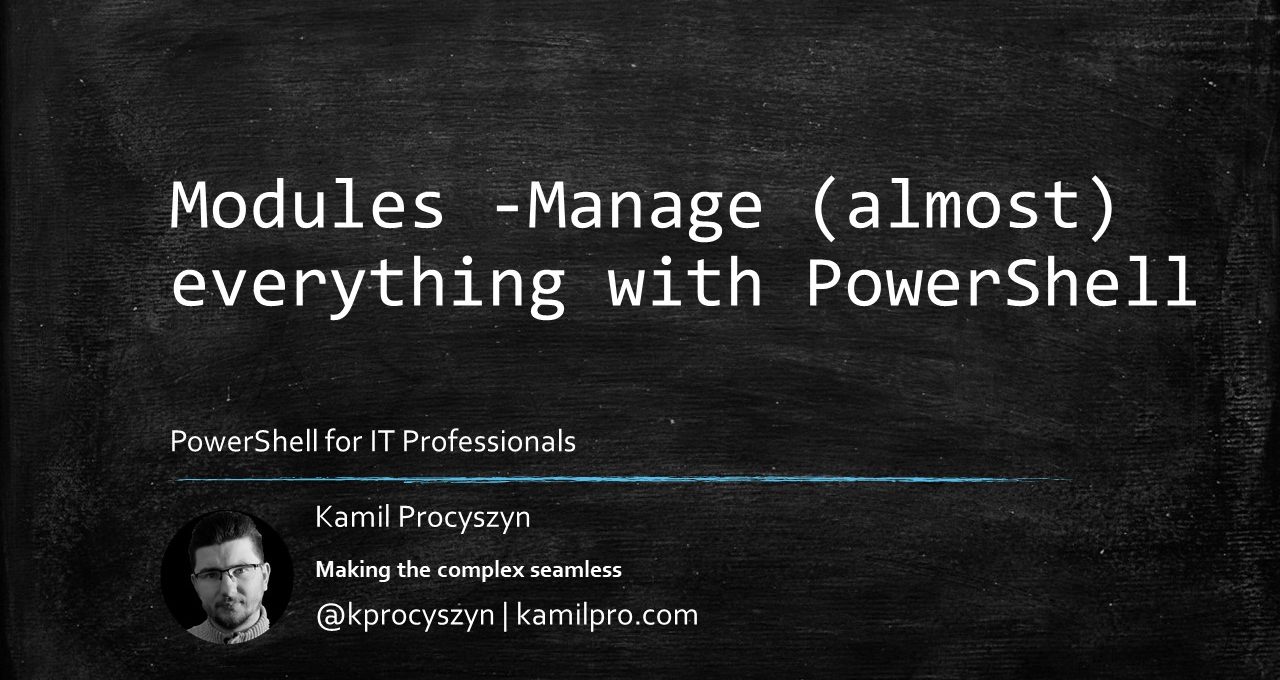 Modules -Manage (almost)
everything with PowerShell
PowerShell for IT Professionals
Kamil Procyszyn
Making the complex seamless
@kprocyszyn | kamilpro.com